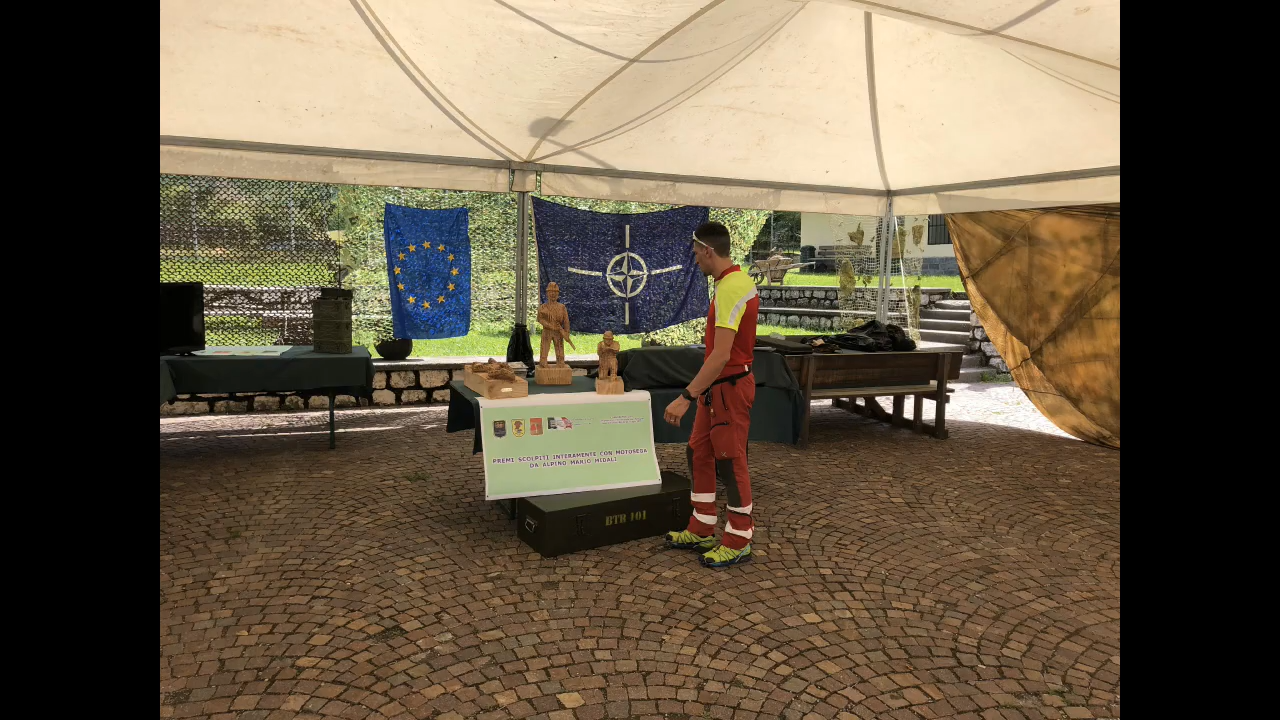 PREMI SCOLPITI INTERAMENTE CON MOTOSEGA
DA ALPINO MARIO MIDALI
BTR 101